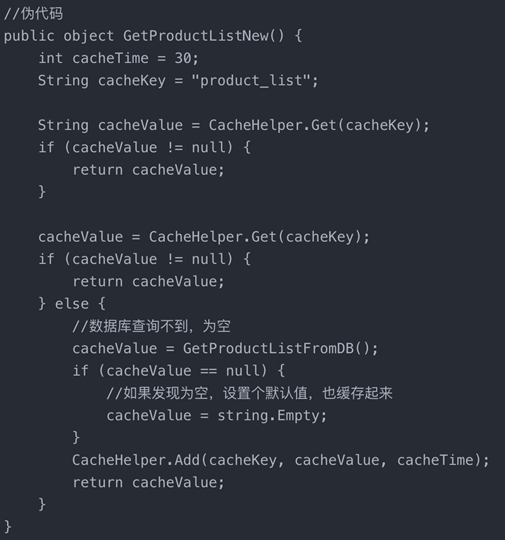 //伪代码
public object GetProductListNew() {
    int cacheTime = 30;
    String cacheKey = "product_list";

    String cacheValue = CacheHelper.Get(cacheKey);
    if (cacheValue != null) {
        return cacheValue;
    }

    cacheValue = CacheHelper.Get(cacheKey);
    if (cacheValue != null) {
        return cacheValue;
    } else {
        //数据库查询不到，为空
        cacheValue = GetProductListFromDB();
        if (cacheValue == null) {
            //如果发现为空，设置个默认值，也缓存起来
            cacheValue = string.Empty;
        }
        CacheHelper.Add(cacheKey, cacheValue, cacheTime);
        return cacheValue;
    }
}